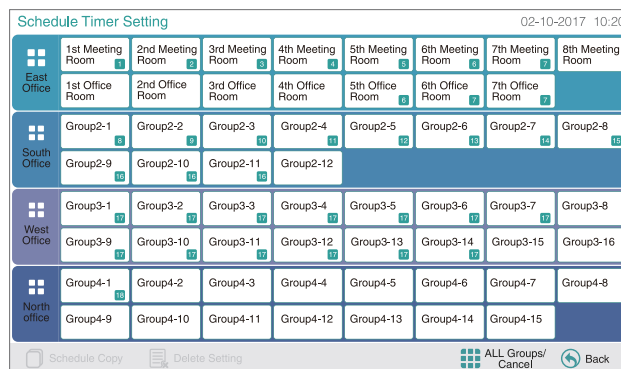 Schedule Timer Setting 02-10-2017 10:20
East Office
1st Meeting Room 1
2nd Meeting Room 2
3rd Meeting Room 3
4th Meeting Room 4
5th Meeting Room 5
6th Meeting Room 6
7th Meeting Room 7
8th Meeting Room
1st Office Room
2nd Office Room
3rd Office Room
4th Office Room
5th Office Room 6
6th Office Room 7
7th Office Room 7
South Office
Group2-1 8
Group2-2 9
Group2-3 10
Group2-4 11
Group2-5 12
Group2-6 13
Group2-7 14
Group2-8 15
Group2-9 16
Group2-10 16
Group2-11 16
Group2-12
West Office
Group3-1 17
Group3-2 17
Group3-3 17
Group3-4 17
Group3-5 17
Group3-6 17
Group3-7 17
Group3-8
Group3-9 17
Group3-10 17
Group3-11 17
Group3-12 17
Group3-13 17
Group3-14 17
Group3-15
Group3-16
North office
Group4-1 18
Group4-2
Group4-3
Group4-4
Group4-5
Group4-6
Group4-7
Group4-8
Group4-9
Group4-10
Group4-11
Group4-12
Group4-13
Group4-14
Group4-15
Schedule Copy
Delete Setting
ALL Groups/
Cancel
Back